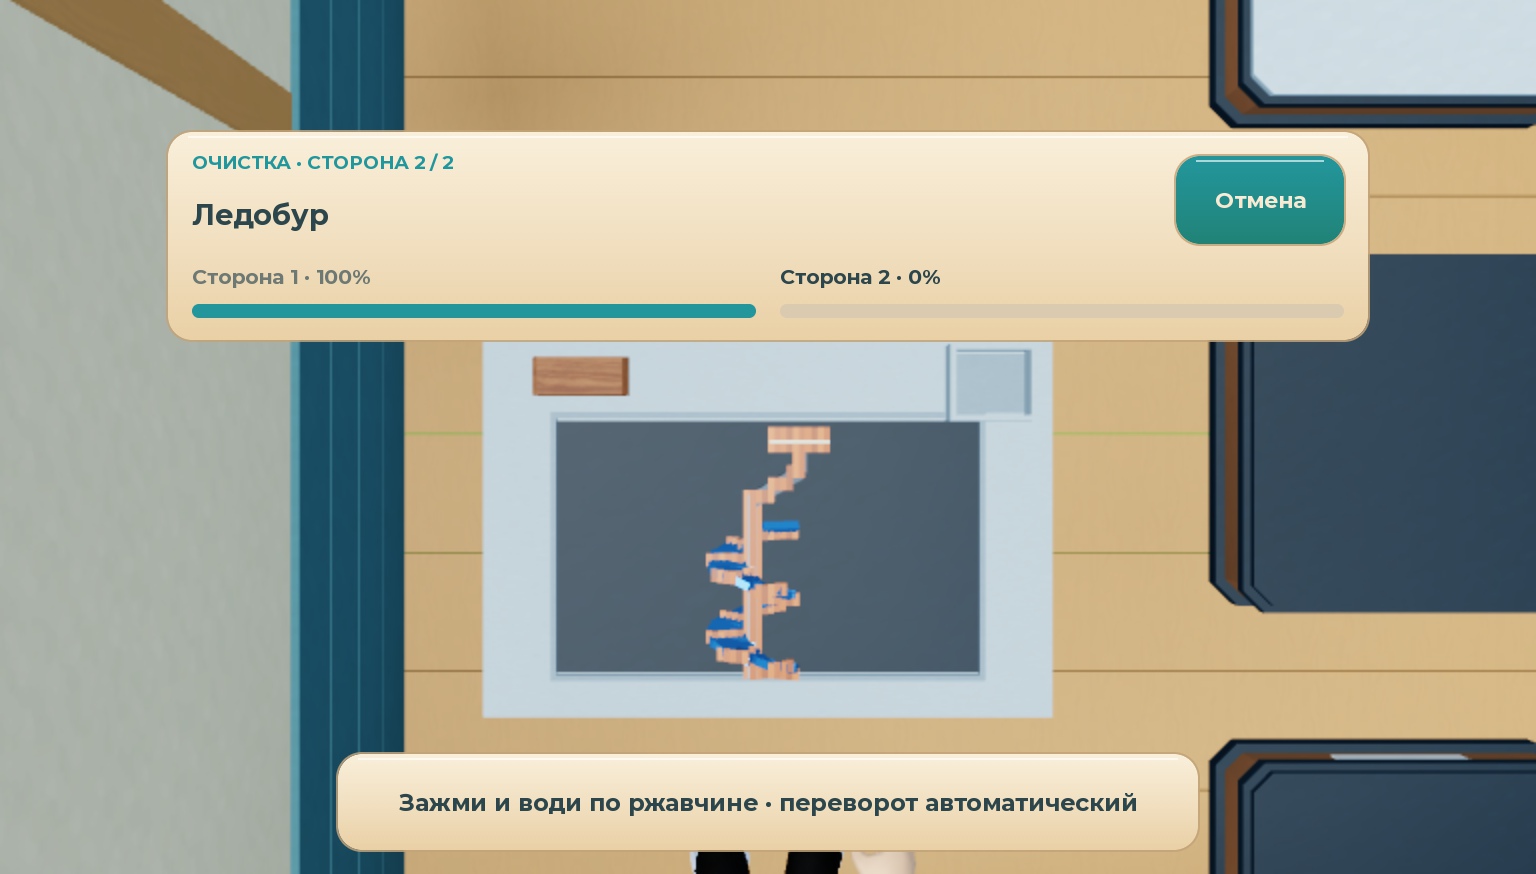 ОЧИСТКА · СТОРОНА 2 / 2
Ледобур
Отмена
Сторона 1 · 100%
Сторона 2 · 0%
Зажми и води по ржавчине · переворот автоматический